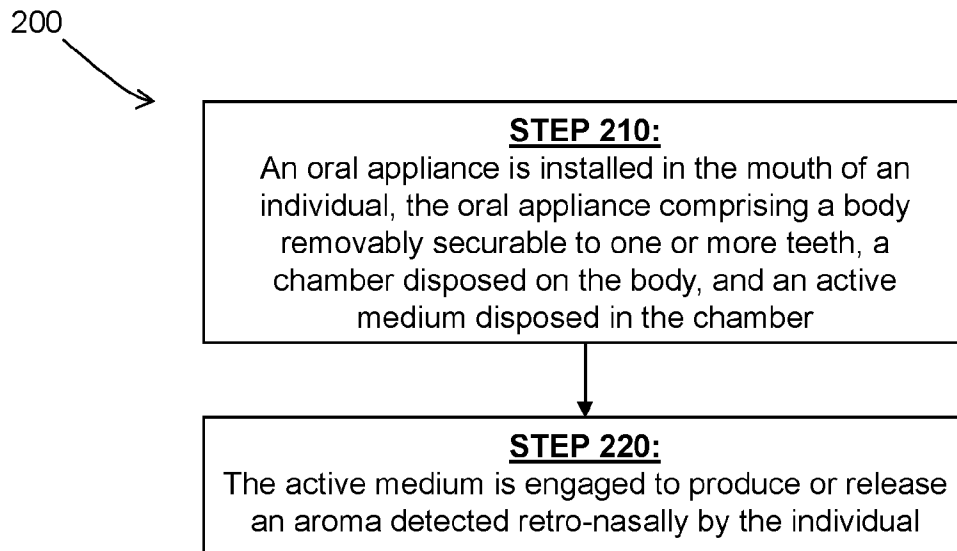 200
STEP 210:
An oral appliance is installed in the mouth of an
individual, the oral appliance comprising a body
removably securable to one or more teeth, a
chamber disposed on the body, and an active
medium disposed in the chamber
STEP 220:
The active medium is engaged to produce or release
an aroma detected retro-nasally by the individual